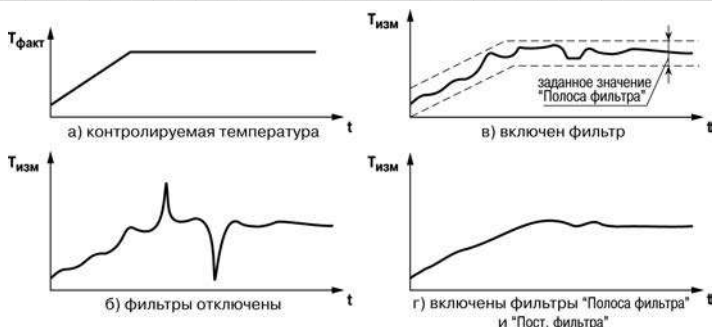 Tфакт
t
а) контролируемая температура
Tизм
заданное значение
"Полоса фильтра"
t
в) включен фильтр
Tизм
t
б) фильтры отключены
Tизм
t
г) включены фильтры "Полоса фильтра"
и "Пост. фильтра"